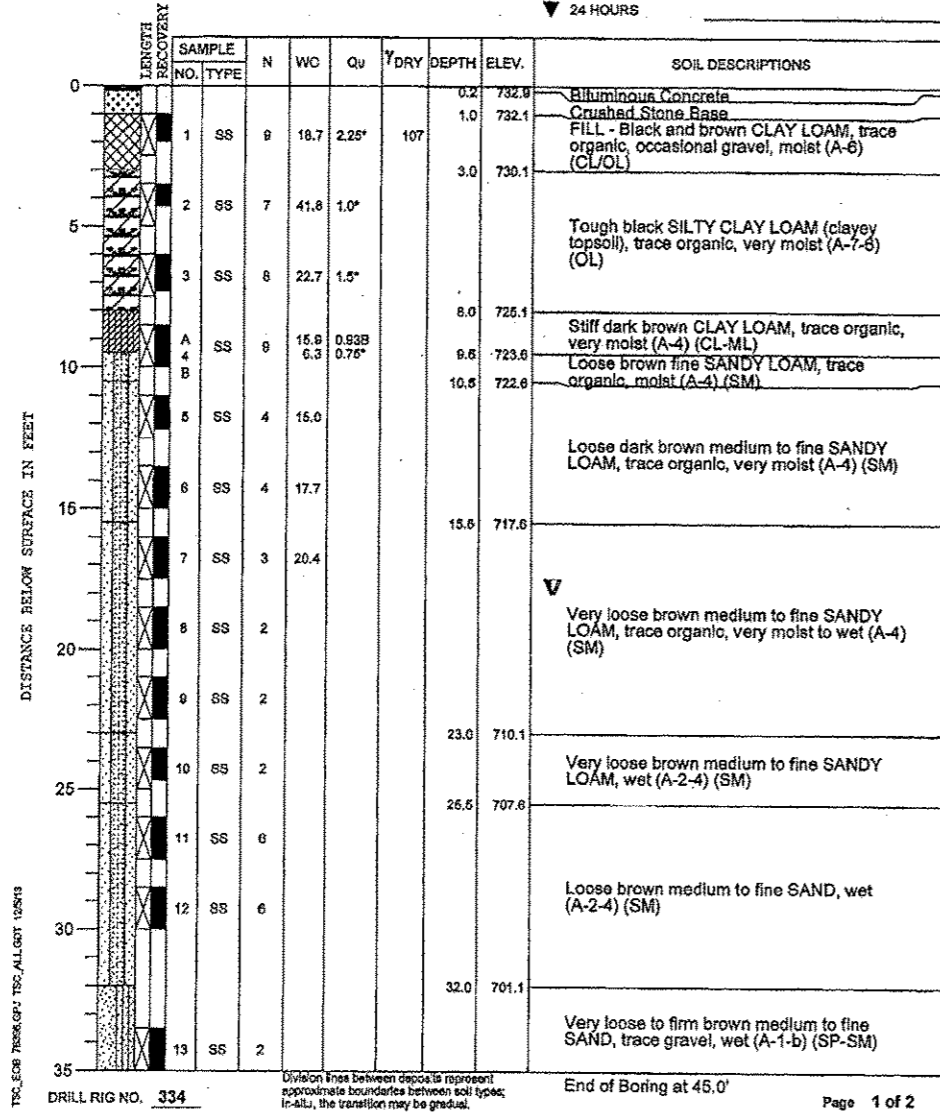 ▼ 24 HOURS
LENGTH
RECOVERY
SAMPLE
NO. TYPE N WC Qu γDRY DEPTH ELEV. SOIL DESCRIPTIONS
0
0.2 732.9 Bituminous Concrete
1.0 732.1 Crushed Stone Base
1 SS 9 18.7 2.25* 107 FILL - Black and brown CLAY LOAM, trace
organic, occasional gravel, moist (A-6)
(CL/OL)
3.0 730.1
2 SS 7 41.8 1.0*
5
Tough black SILTY CLAY LOAM (clayey
topsoil), trace organic, very moist (A-7-6)
(OL)
3 SS 8 22.7 1.5*
8.0 725.1
A 15.9 0.93B
4 SS 9 6.3 0.75*
B
Stiff dark brown CLAY LOAM, trace organic,
very moist (A-4) (CL-ML)
9.5 723.6
10
Loose brown fine SANDY LOAM, trace
organic, moist (A-4) (SM)
10.5 722.6
5 SS 4 15.0
Loose dark brown medium to fine SANDY
LOAM, trace organic, very moist (A-4) (SM)
6 SS 4 17.7
15
15.5 717.6
7 SS 3 20.4
8 SS 2
Very loose brown medium to fine SANDY
LOAM, trace organic, very moist to wet (A-4)
(SM)
20
9 SS 2
23.0 710.1
10 SS 2
Very loose brown medium to fine SANDY
LOAM, wet (A-2-4) (SM)
25
25.5 707.6
11 SS 6
12 SS 6
Loose brown medium to fine SAND, wet
(A-2-4) (SM)
30
32.0 701.1
13 SS 2
Very loose to firm brown medium to fine
SAND, trace gravel, wet (A-1-b) (SP-SM)
35
DISTANCE BELOW SURFACE IN FEET
TSC_EOB 78396.GPJ TSC_ALL.GDT 12/5/13
DRILL RIG NO. 334
Division lines between deposits represent
approximate boundaries between soil types;
in-situ, the transition may be gradual.
End of Boring at 45.0'
Page 1 of 2